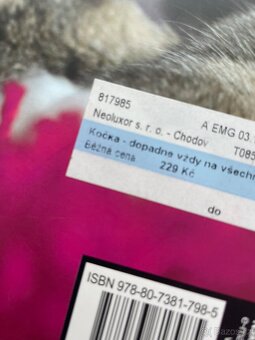 817985
A EMG 03
Neoluxor s. r. o. - Chodov
T085
Kočka - dopadne vždy na všech
Běžná cena
229 Kč
do
ISBN 978-80-7381-798-5